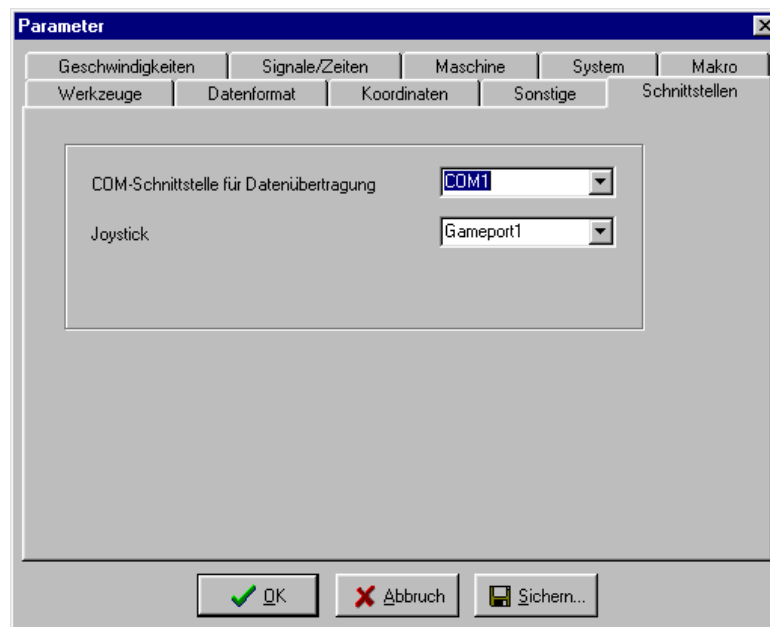 Parameter
Geschwindigkeiten Signale/Zeiten Maschine System Makro
Werkzeuge Datenformat Koordinaten Sonstige Schnittstellen
COM-Schnittstelle für Datenübertragung COM1
Joystick Gameport1
OK Abbruch Sichern...